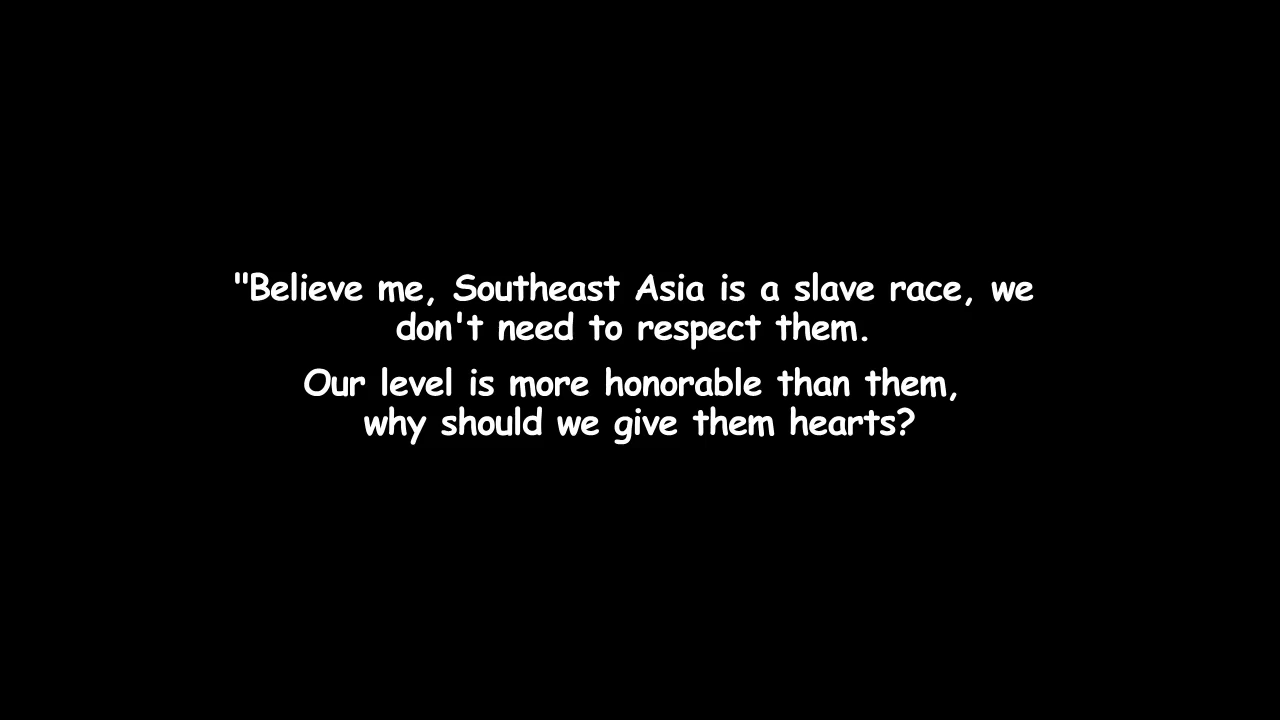 "Believe me, Southeast Asia is a slave race, we
don't need to respect them.
Our level is more honorable than them,
why should we give them hearts?